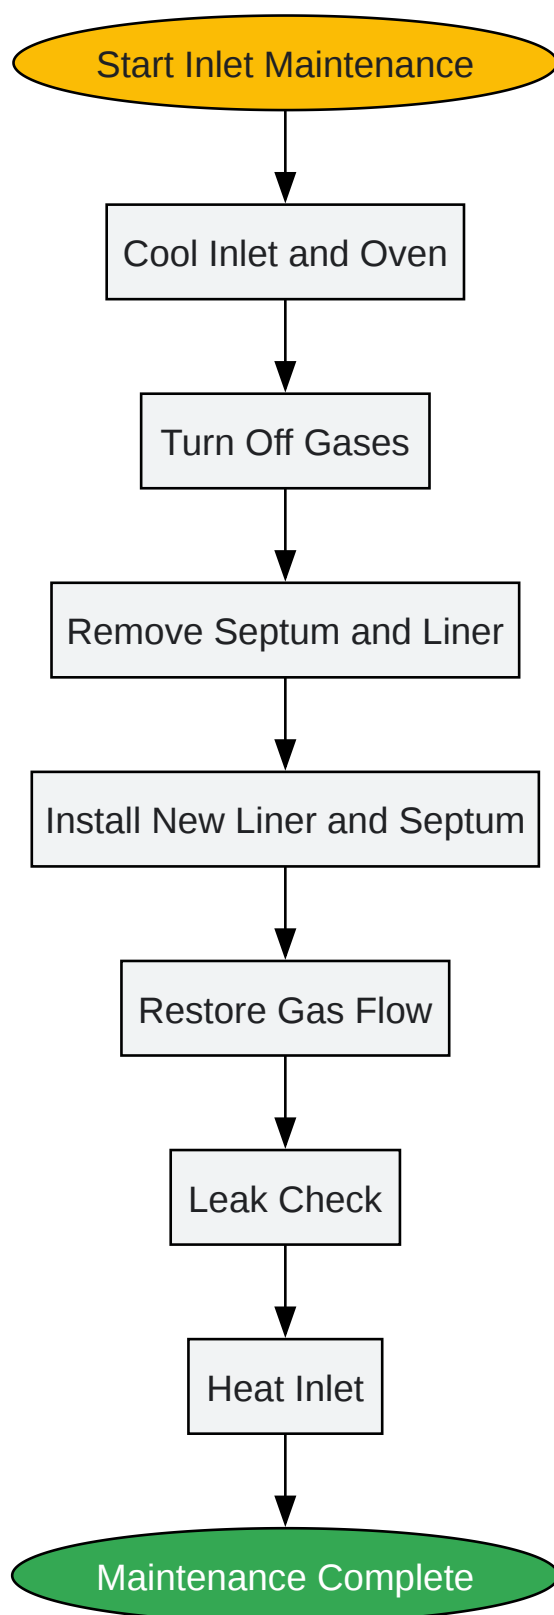 Start Inlet Maintenance
Cool Inlet and Oven
Turn Off Gases
Remove Septum and Liner
Install New Liner and Septum
Restore Gas Flow
Leak Check
Heat Inlet
Maintenance Complete